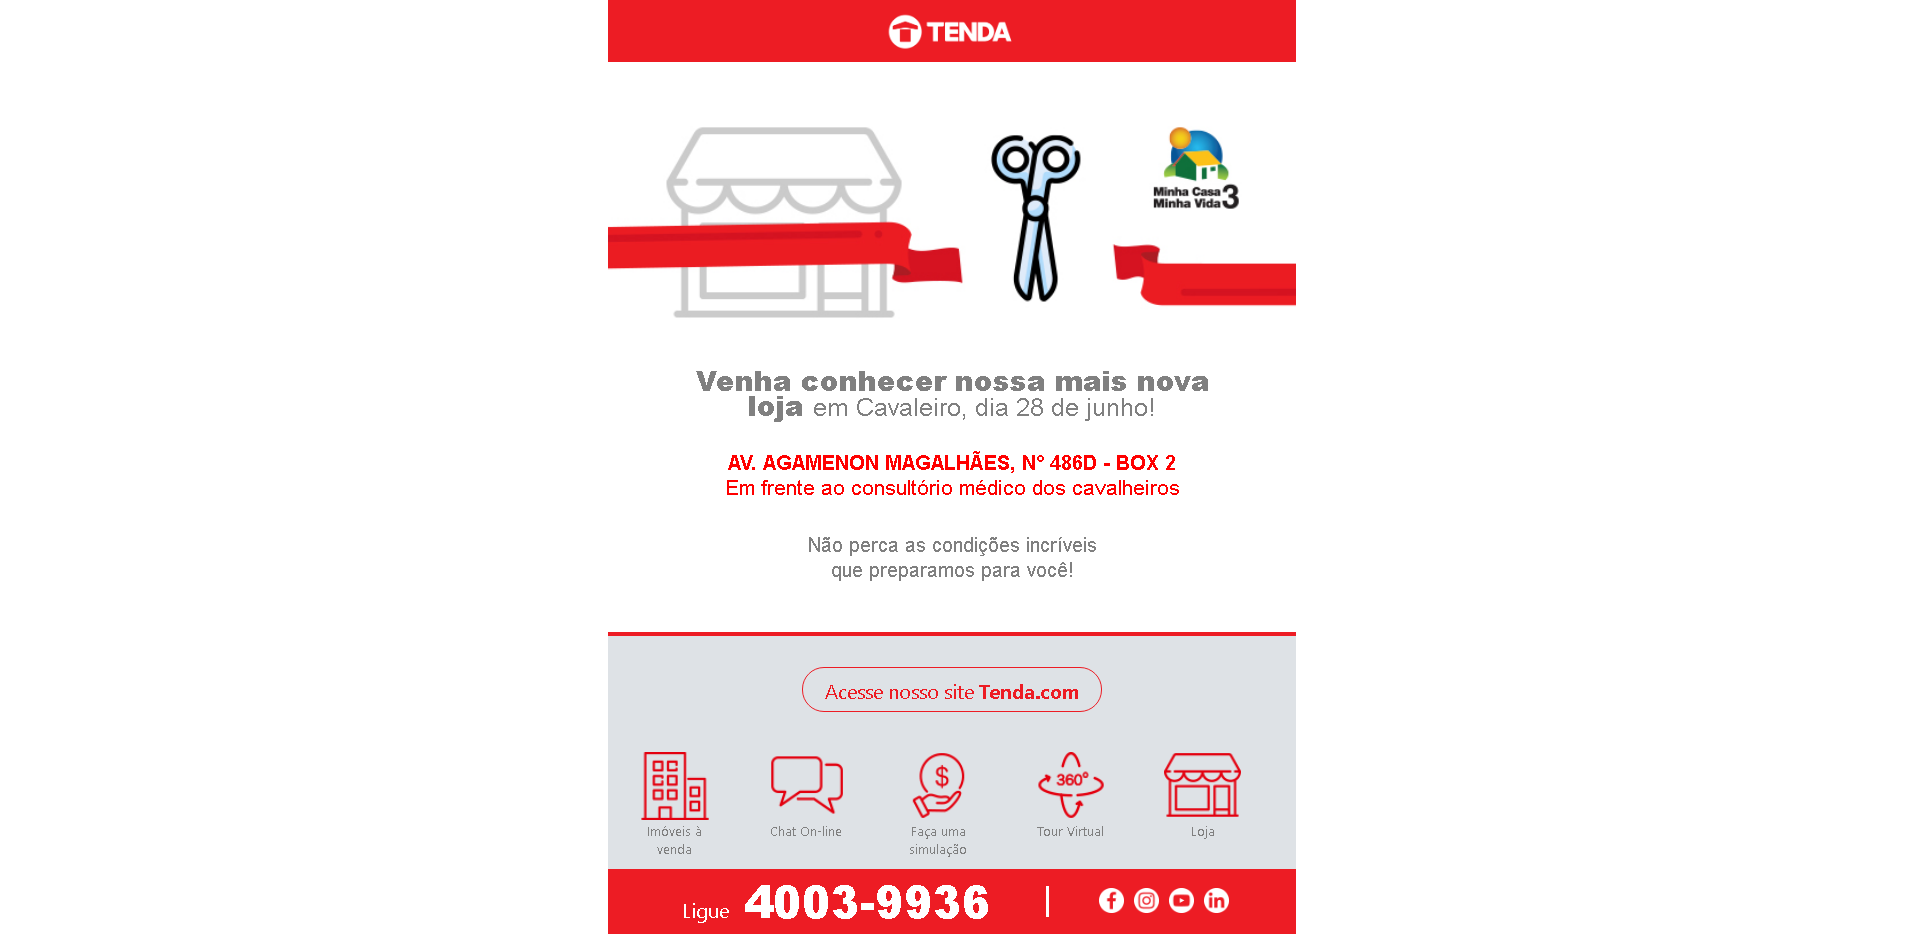 TENDA
Minha Casa
Minha Vida 3
Venha conhecer nossa mais nova
loja em Cavaleiro, dia 28 de junho!
AV. AGAMENON MAGALHÃES, N° 486D - BOX 2
Em frente ao consultório médico dos cavalheiros
Não perca as condições incríveis
que preparamos para você!
Acesse nosso site Tenda.com
$
360°
Imóveis à
venda
Chat On-line
Faça uma
simulação
Tour Virtual
Loja
Ligue 4003-9936